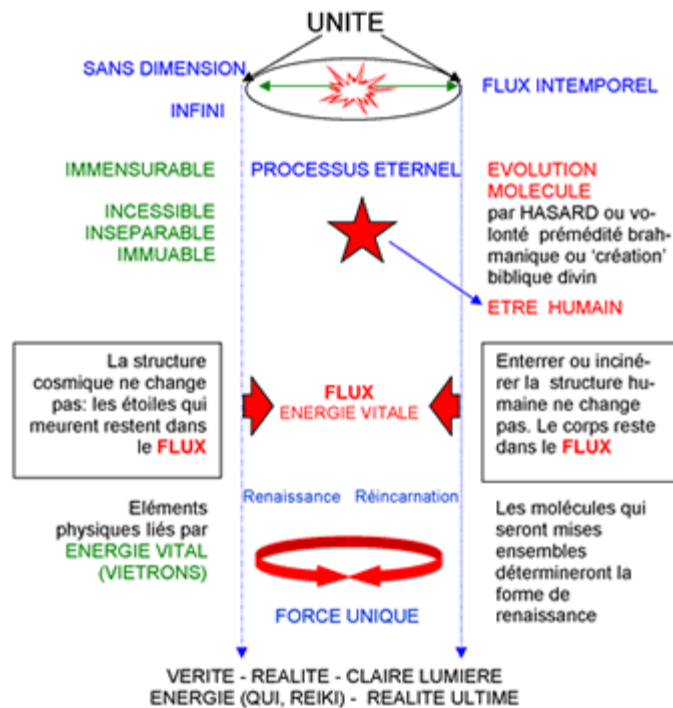 UNITE
SANS DIMENSION
FLUX INTEMPOREL
INFINI
IMMENSURABLE
PROCESSUS ETERNEL
EVOLUTION
MOLECULE
par HASARD ou vo-
lonté prémédité brah-
manique ou ‘création’
biblique divin
INCESSIBLE
INSEPARABLE
IMMUABLE
ETRE HUMAIN
La structure
cosmique ne change
pas: les étoiles qui
meurent restent dans
le FLUX
FLUX
ENERGIE VITALE
Enterrer ou inciné-
rer la structure hu-
maine ne change
pas. Le corps reste
dans le FLUX
Renaissance Réincarnation
Eléments
physiques liés par
ENERGIE VITAL
(VIETRONS)
Les molécules qui
seront mises
ensembles
détermineront la
forme de
renaissance
FORCE UNIQUE
VERITE - REALITE - CLAIRE LUMIERE
ENERGIE (QUI, REIKI) - REALITE ULTIME